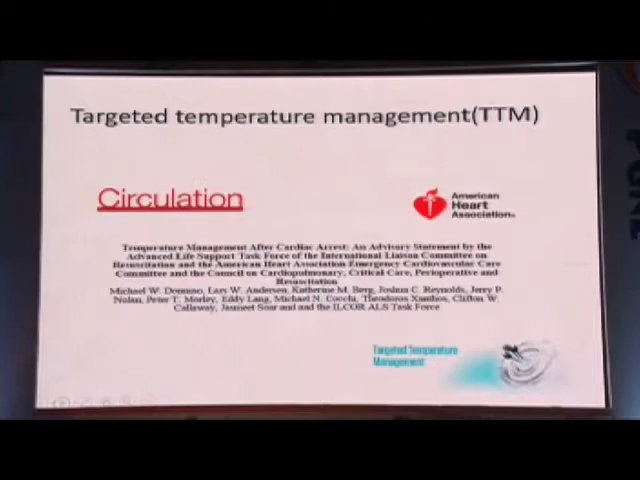 Targeted temperature management(TTM)
Circulation
American
Heart
Association
Temperature Management After Cardiac Arrest: An Advisory Statement by the
Advanced Life Support Task Force of the International Liaison Committee on
Resuscitation and the American Heart Association Emergency Cardiovascular Care
Committee and the Council on Cardiopulmonary, Critical Care, Perioperative and
Resuscitation
Michael W. Donnino, Lars W. Andersen, Katherine M. Berg, Joshua C. Reynolds, Jerry P.
Nolan, Peter T. Morley, Eddy Lang, Michael N. Cocchi, Theodoros Xanthos, Clifton W.
Callaway, Jasmeet Soar and and the ILCOR ALS Task Force
Targeted Temperature
Management